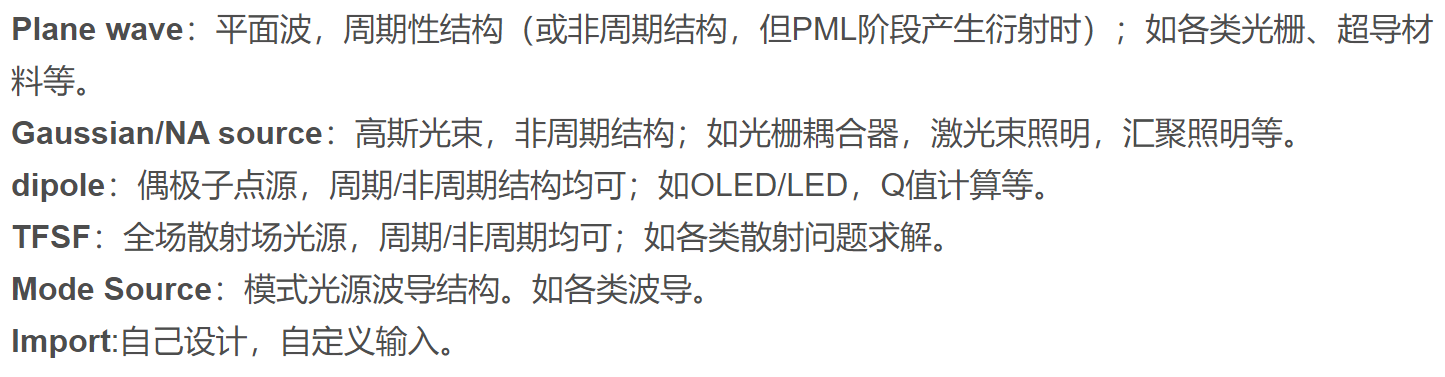 Plane wave：平面波，周期性结构（或非周期结构，但PML阶段产生衍射时）；如各类光栅、超导材
料等。
Gaussian/NA source：高斯光束，非周期结构；如光栅耦合器，激光束照明，汇聚照明等。
dipole：偶极子点源，周期/非周期结构均可；如OLED/LED，Q值计算等。
TFSF：全场散射场光源，周期/非周期均可；如各类散射问题求解。
Mode Source：模式光源波导结构。如各类波导。
Import:自己设计，自定义输入。